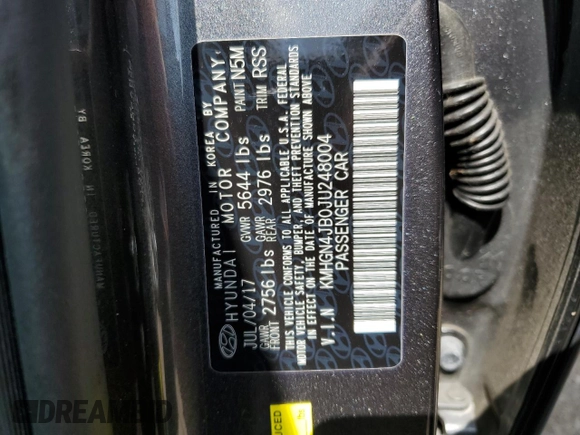 MANUFACTURED IN KOREA BY
HYUNDAI MOTOR COMPANY
JUL/04/17 GVWR 5644 lbs PAINT N5M
GAWR FRONT 2756 lbs GAWR REAR 2976 lbs TRIM RSS
THIS VEHICLE CONFORMS TO ALL APPLICABLE U.S.A. FEDERAL
MOTOR VEHICLE SAFETY, BUMPER, AND THEFT PREVENTION STANDARDS
IN EFFECT ON THE DATE OF MANUFACTURE SHOWN ABOVE
V.I.N KMHGN4JB0JU248004
PASSENGER CAR
DREAMERD
UCED